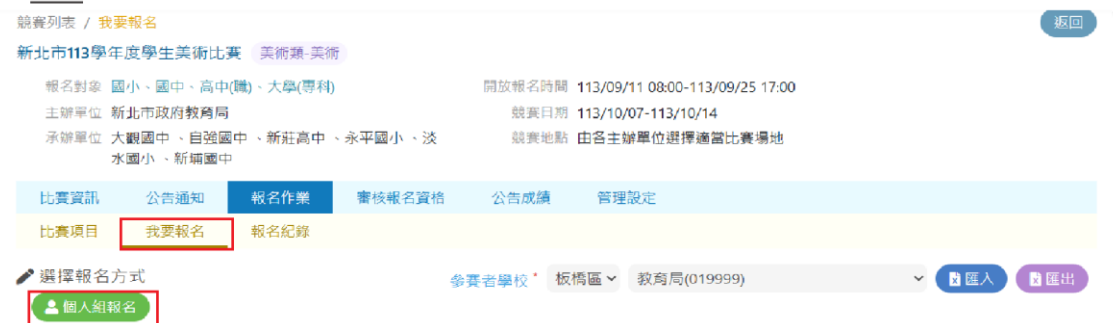 競賽列表 / 我要報名
返回
新北市113學年度學生美術比賽 美術類-美術
報名對象 國小、國中、高中(職)、大學(專科)
開放報名時間 113/09/11 08:00-113/09/25 17:00
主辦單位 新北市政府教育局
競賽日期 113/10/07-113/10/14
承辦單位 大觀國中 、自強國中 、新莊高中 、永平國小 、淡
水國小 、新埔國中
競賽地點 由各主辦單位選擇適當比賽場地
比賽資訊 公告通知 報名作業 審核報名資格 公告成績 管理設定
比賽項目 我要報名 報名紀錄
選擇報名方式
參賽者學校 * 板橋區 教育局(019999) 匯入 匯出
個人組報名